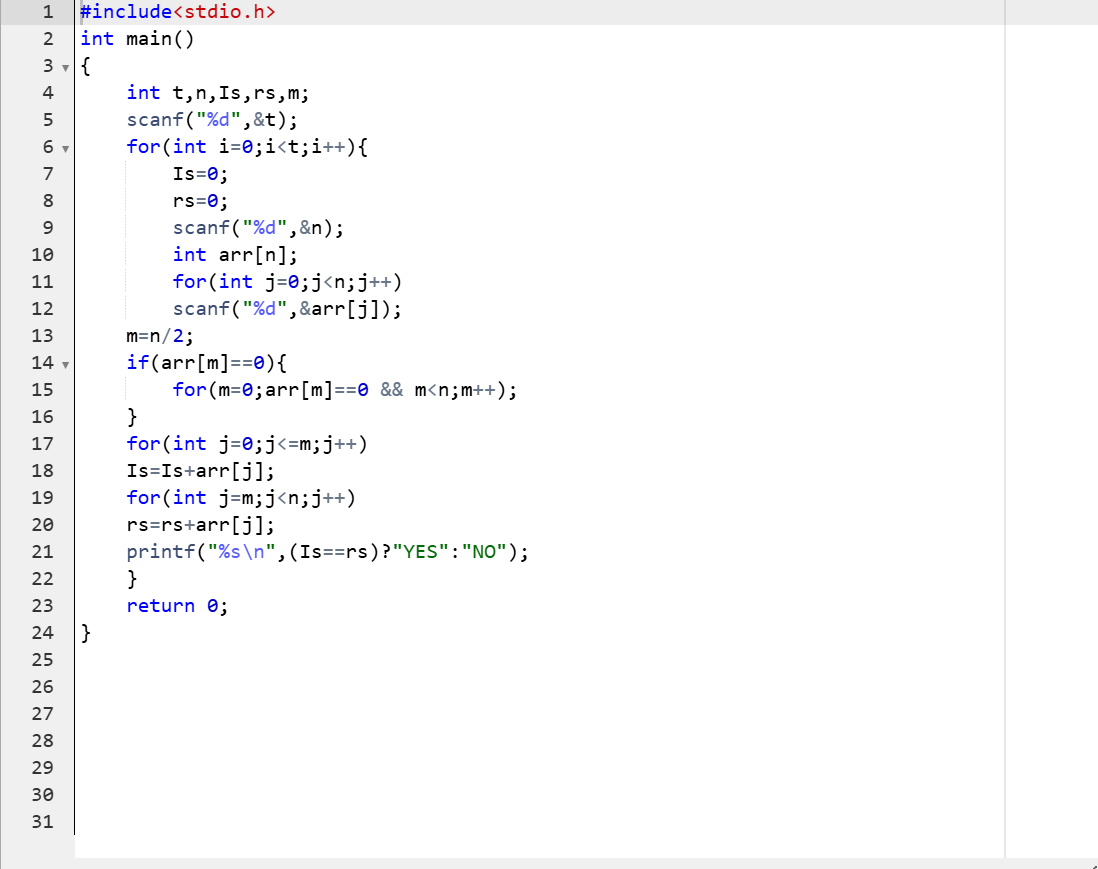 1 #include<stdio.h>
2 int main()
3 {
4 int t,n,Is,rs,m;
5 scanf("%d",&t);
6 for(int i=0;i<t;i++){
7 Is=0;
8 rs=0;
9 scanf("%d",&n);
10 int arr[n];
11 for(int j=0;j<n;j++)
12 scanf("%d",&arr[j]);
13 m=n/2;
14 if(arr[m]==0){
15 for(m=0;arr[m]==0 && m<n;m++);
16 }
17 for(int j=0;j<=m;j++)
18 Is=Is+arr[j];
19 for(int j=m;j<n;j++)
20 rs=rs+arr[j];
21 printf("%s\n",(Is==rs)?"YES":"NO");
22 }
23 return 0;
24 }
25
26
27
28
29
30
31